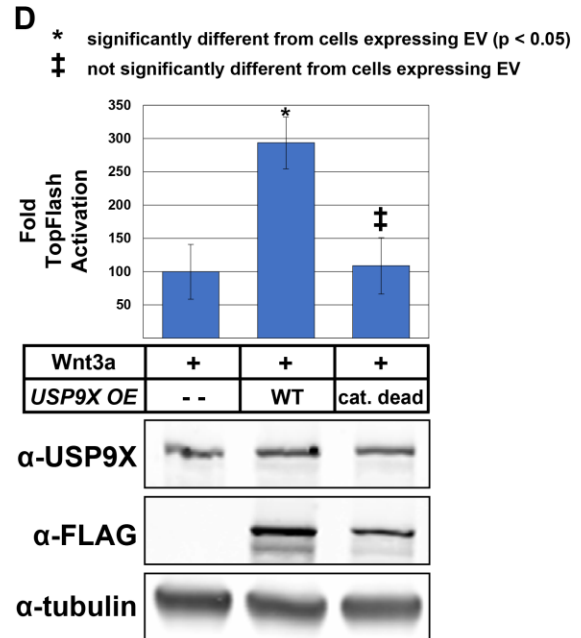 D
* significantly different from cells expressing EV (p < 0.05)
‡ not significantly different from cells expressing EV
350
300
250
200
150
100
50
Fold
TopFlash
Activation
*
‡
Wnt3a + + +
USP9X OE - - WT cat. dead
α-USP9X
α-FLAG
α-tubulin